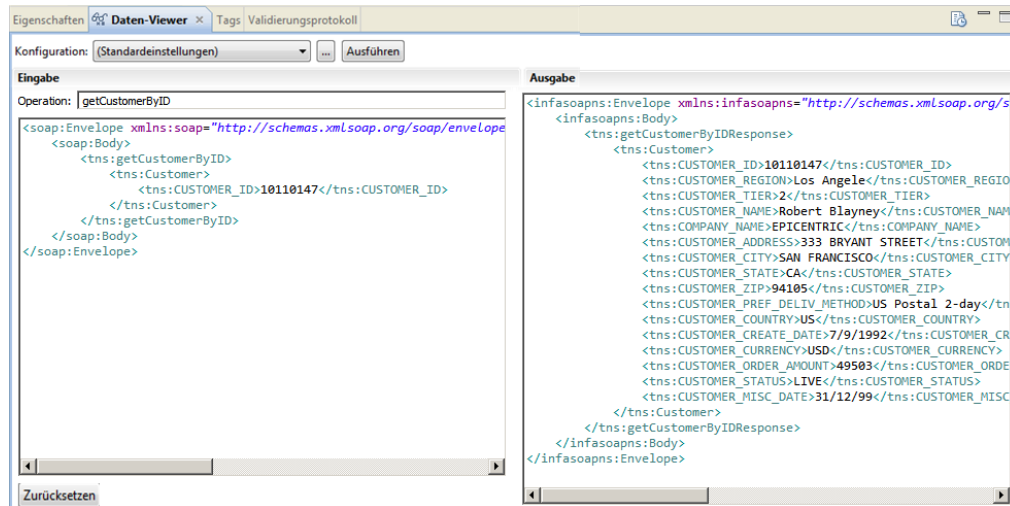 Eigenschaften Daten-Viewer Tags Validierungsprotokoll
Konfiguration: (Standardeinstellungen) ... Ausführen
Eingabe
Operation: getCustomerByID
<soap:Envelope xmlns:soap="http://schemas.xmlsoap.org/soap/envelope
<soap:Body>
<tns:getCustomerByID>
<tns:Customer>
<tns:CUSTOMER_ID>10110147</tns:CUSTOMER_ID>
</tns:Customer>
</tns:getCustomerByID>
</soap:Body>
</soap:Envelope>
Zurücksetzen
Ausgabe
<infasoapns:Envelope xmlns:infasoapns="http://schemas.xmlsoap.org/s
<infasoapns:Body>
<tns:getCustomerByIDResponse>
<tns:Customer>
<tns:CUSTOMER_ID>10110147</tns:CUSTOMER_ID>
<tns:CUSTOMER_REGION>Los Angele</tns:CUSTOMER_REGIO
<tns:CUSTOMER_TIER>2</tns:CUSTOMER_TIER>
<tns:CUSTOMER_NAME>Robert Blayney</tns:CUSTOMER_NAM
<tns:COMPANY_NAME>EPICENTRIC</tns:COMPANY_NAME>
<tns:CUSTOMER_ADDRESS>333 BRYANT STREET</tns:CUSTOM
<tns:CUSTOMER_CITY>SAN FRANCISCO</tns:CUSTOMER_CITY
<tns:CUSTOMER_STATE>CA</tns:CUSTOMER_STATE>
<tns:CUSTOMER_ZIP>94105</tns:CUSTOMER_ZIP>
<tns:CUSTOMER_PREF_DELIV_METHOD>US Postal 2-day</tn
<tns:CUSTOMER_COUNTRY>US</tns:CUSTOMER_COUNTRY>
<tns:CUSTOMER_CREATE_DATE>7/9/1992</tns:CUSTOMER_CR
<tns:CUSTOMER_CURRENCY>USD</tns:CUSTOMER_CURRENCY>
<tns:CUSTOMER_ORDER_AMOUNT>49503</tns:CUSTOMER_ORDE
<tns:CUSTOMER_STATUS>LIVE</tns:CUSTOMER_STATUS>
<tns:CUSTOMER_MISC_DATE>31/12/99</tns:CUSTOMER_MISC
</tns:Customer>
</tns:getCustomerByIDResponse>
</infasoapns:Body>
</infasoapns:Envelope>